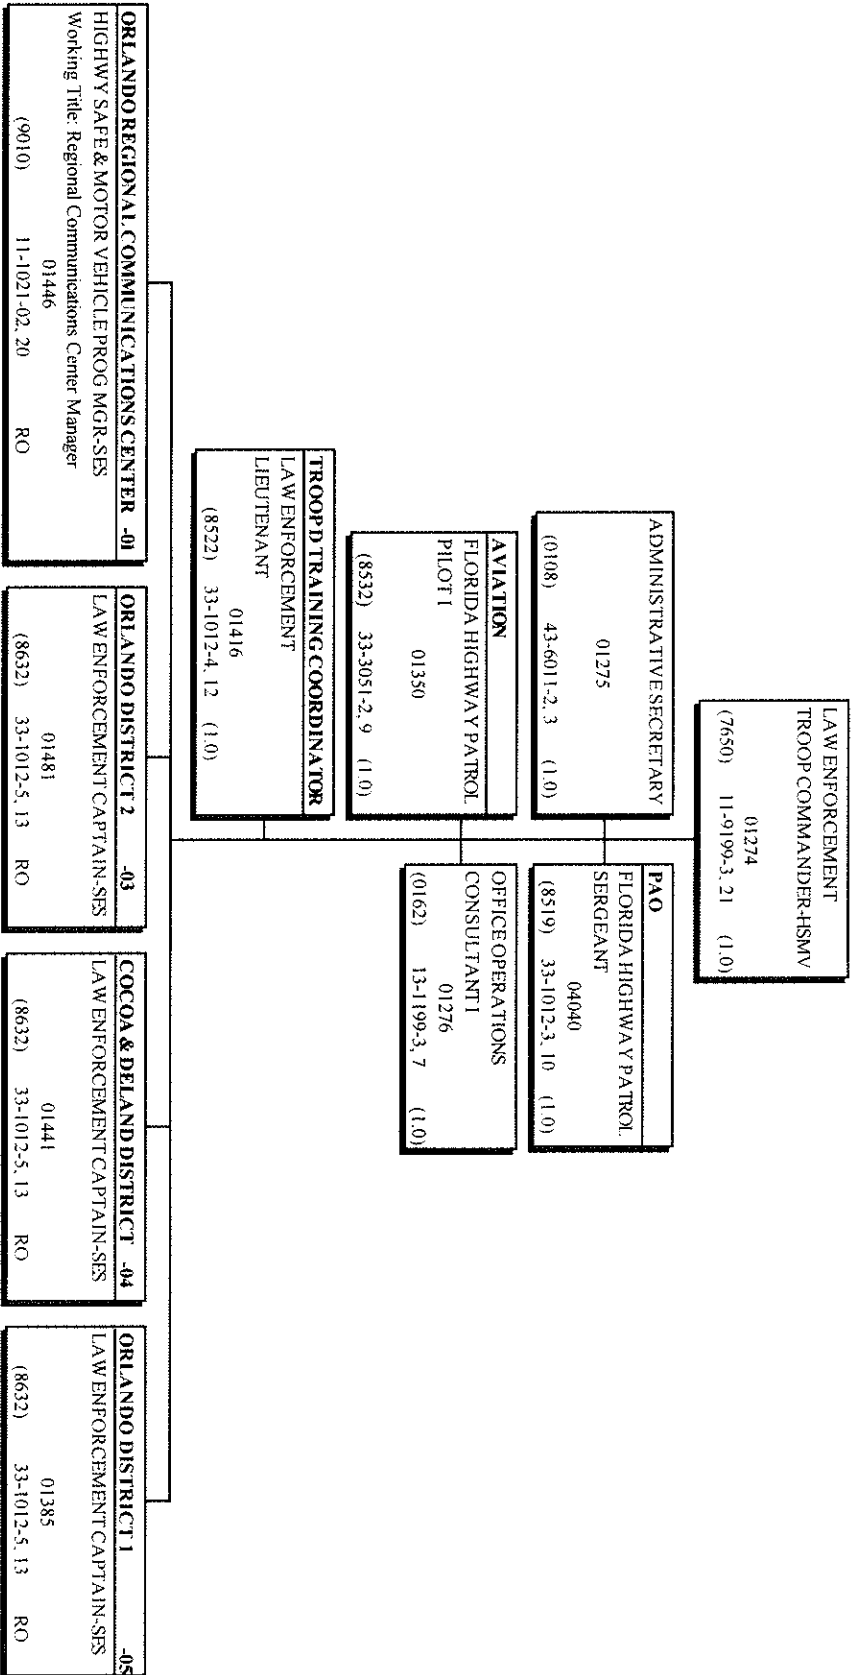 LAW ENFORCEMENT
TROOP COMMANDER-HSMV
01274
(7650) 11-9199-3, 21 (1.0)
ADMINISTRATIVE SECRETARY
01275
(0108) 43-6011-2, 3 (1.0)
PAO
FLORIDA HIGHWAY PATROL
SERGEANT
04040
(8519) 33-1012-3, 10 (1.0)
AVIATION
FLORIDA HIGHWAY PATROL
PILOT I
01350
(8532) 33-3051-2, 9 (1.0)
OFFICE OPERATIONS
CONSULTANT I
01276
(0162) 13-1199-3, 7 (1.0)
TROOP D TRAINING COORDINATOR
LAW ENFORCEMENT
LIEUTENANT
01416
(8522) 33-1012-4, 12 (1.0)
ORLANDO REGIONAL COMMUNICATIONS CENTER -01
HIGHWY SAFE & MOTOR VEHICLE PROG MGR-SES
Working Title: Regional Communications Center Manager
01446
(9010) 11-1021-02, 20 RO
ORLANDO DISTRICT 2 -03
LAW ENFORCEMENT CAPTAIN-SES
01481
(8632) 33-1012-5, 13 RO
COCOA & DELAND DISTRICT -04
LAW ENFORCEMENT CAPTAIN-SES
01441
(8632) 33-1012-5, 13 RO
ORLANDO DISTRICT 1 -05
LAW ENFORCEMENT CAPTAIN-SES
01385
(8632) 33-1012-5, 13 RO